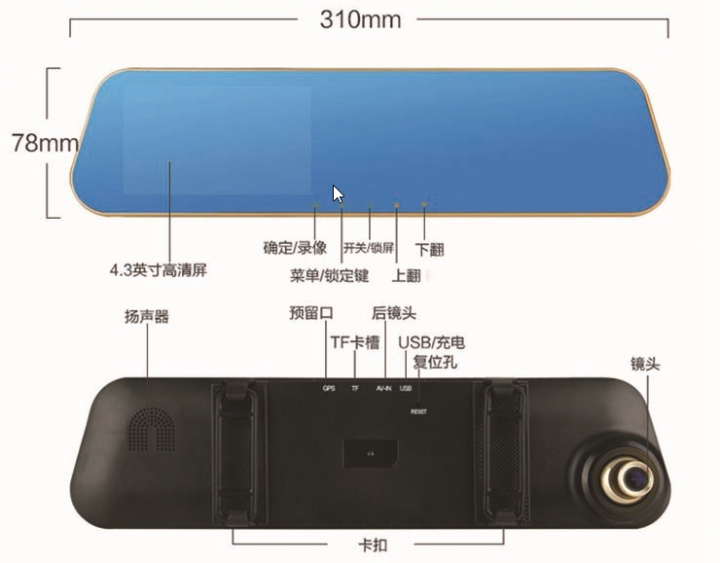 310mm
78mm
确定/录像
开关/锁屏
下翻
4.3英寸高清屏
菜单/锁定键
上翻
扬声器
预留口
后镜头
TF卡槽
USB/充电
复位孔
镜头
GPS
TF
AV-IN
USB
RESET
卡扣